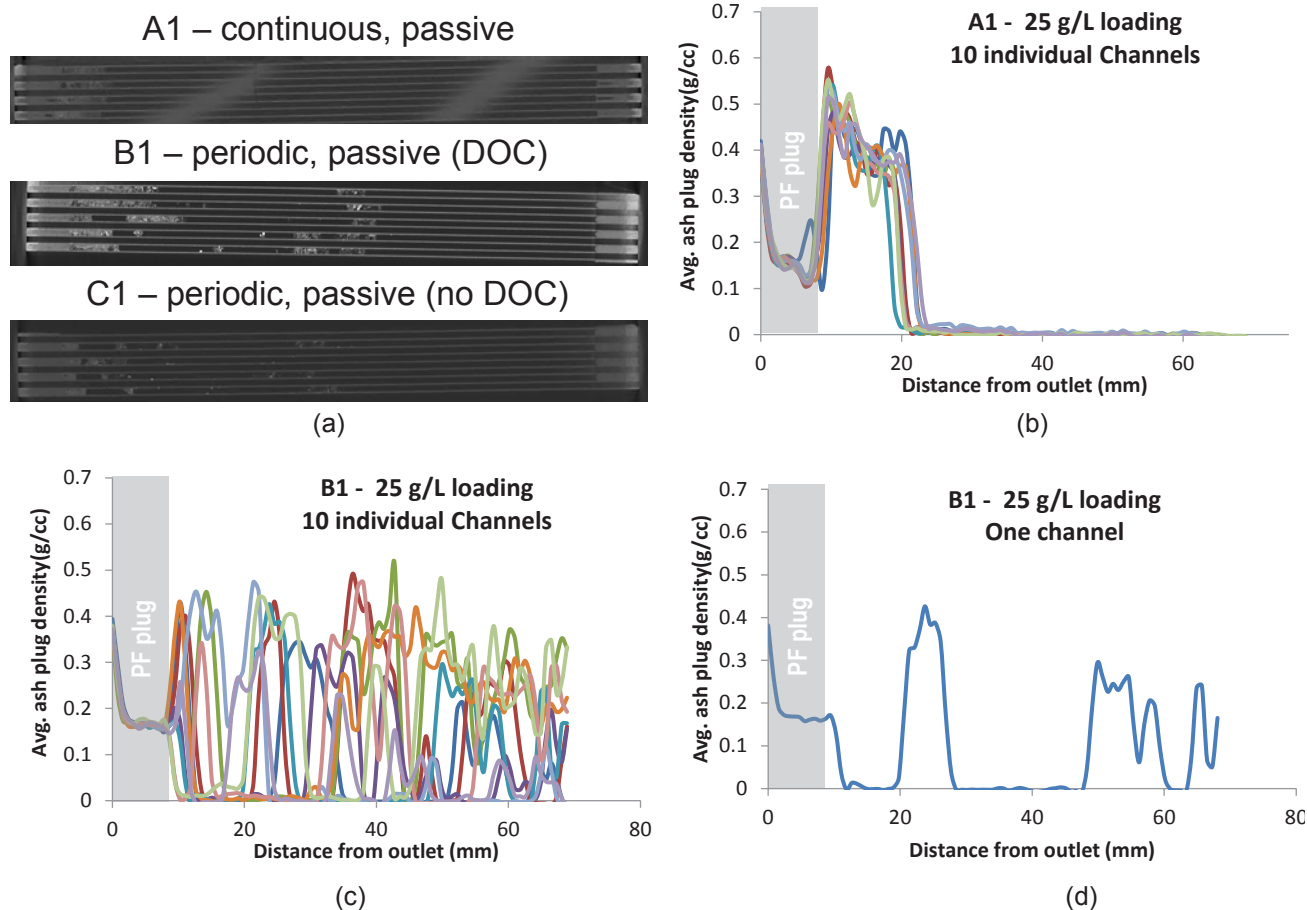 A1 – continuous, passive
B1 – periodic, passive (DOC)
C1 – periodic, passive (no DOC)
(a)
A1 - 25 g/L loading
10 individual Channels
Avg. ash plug density(g/cc)
0.7
0.6
0.5
0.4
0.3
0.2
0.1
0
PF plug
0 20 40 60
Distance from outlet (mm)
(b)
B1 - 25 g/L loading
10 individual Channels
Avg. ash plug density(g/cc)
0.7
0.6
0.5
0.4
0.3
0.2
0.1
0
PF plug
0 20 40 60 80
Distance from outlet (mm)
(c)
B1 - 25 g/L loading
One channel
Avg. ash plug density(g/cc)
0.7
0.6
0.5
0.4
0.3
0.2
0.1
0
PF plug
0 20 40 60 80
Distance from outlet (mm)
(d)